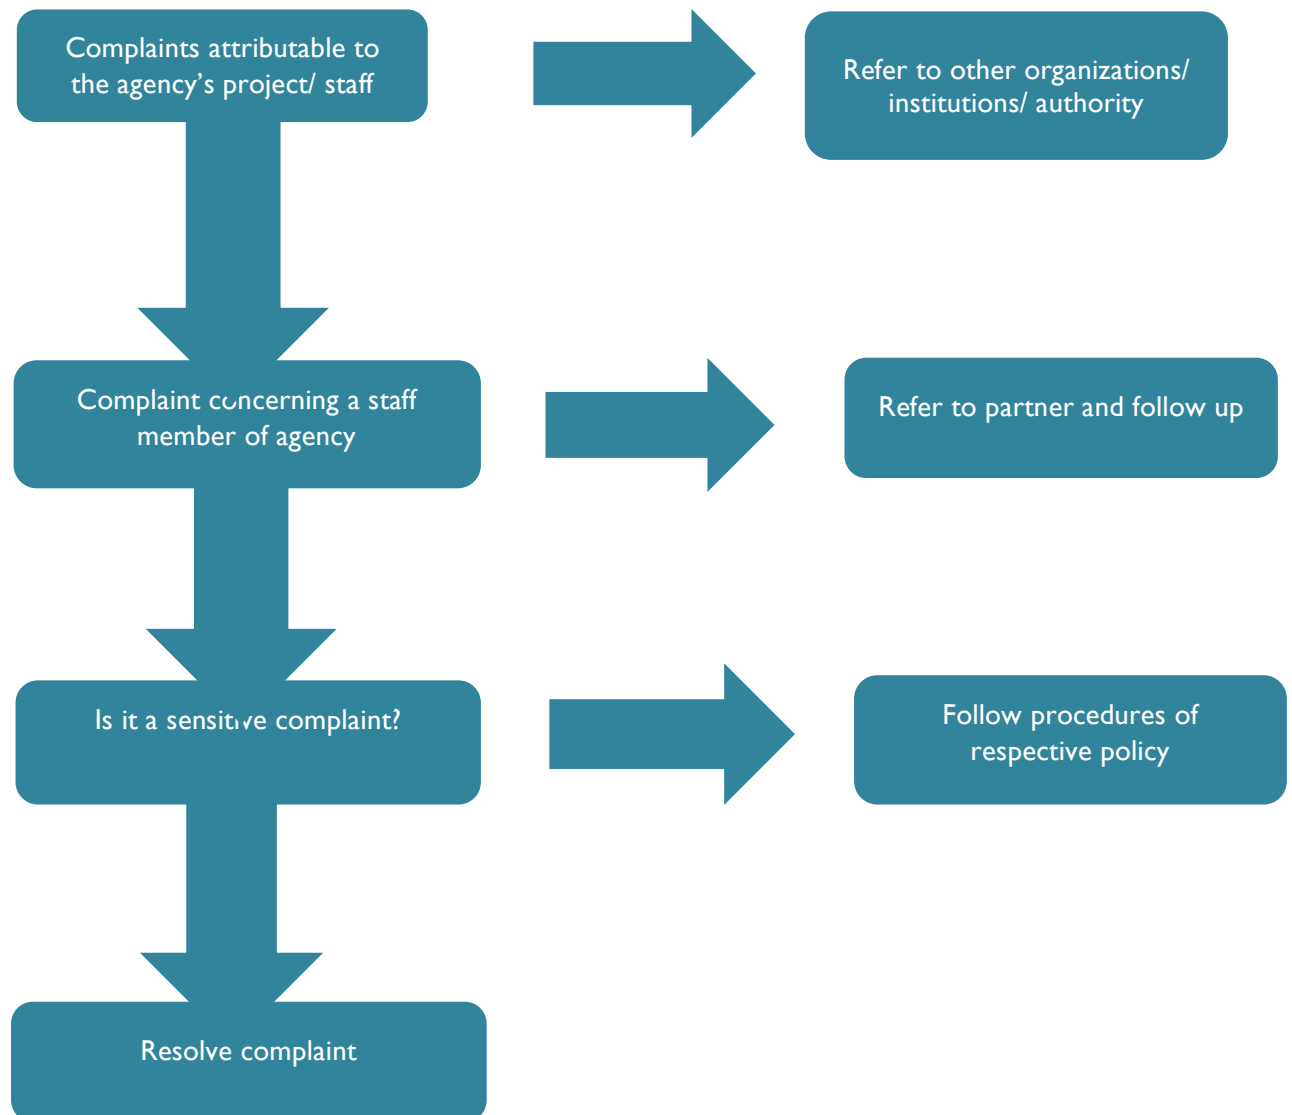 Complaints attributable to
the agency’s project/ staff
Refer to other organizations/
institutions/ authority
Complaint concerning a staff
member of agency
Refer to partner and follow up
Is it a sensitive complaint?
Follow procedures of
respective policy
Resolve complaint